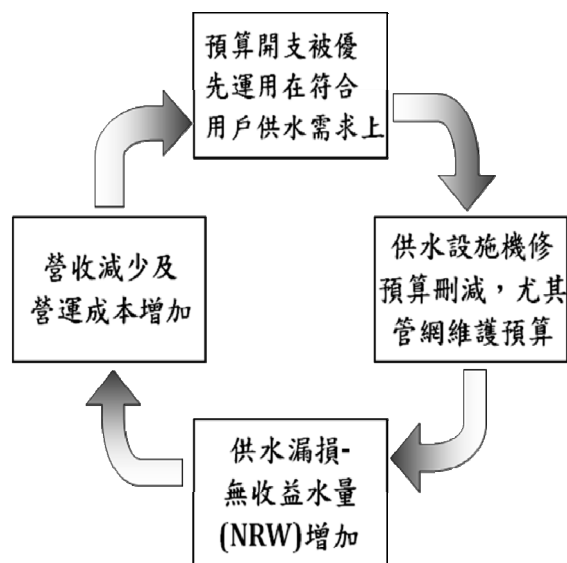 預算開支被優
先運用在符合
用戶供水需求上
供水設施機修
預算刪減，尤其
管網維護預算
供水漏損-
無收益水量
(NRW)增加
營收減少及
營運成本增加